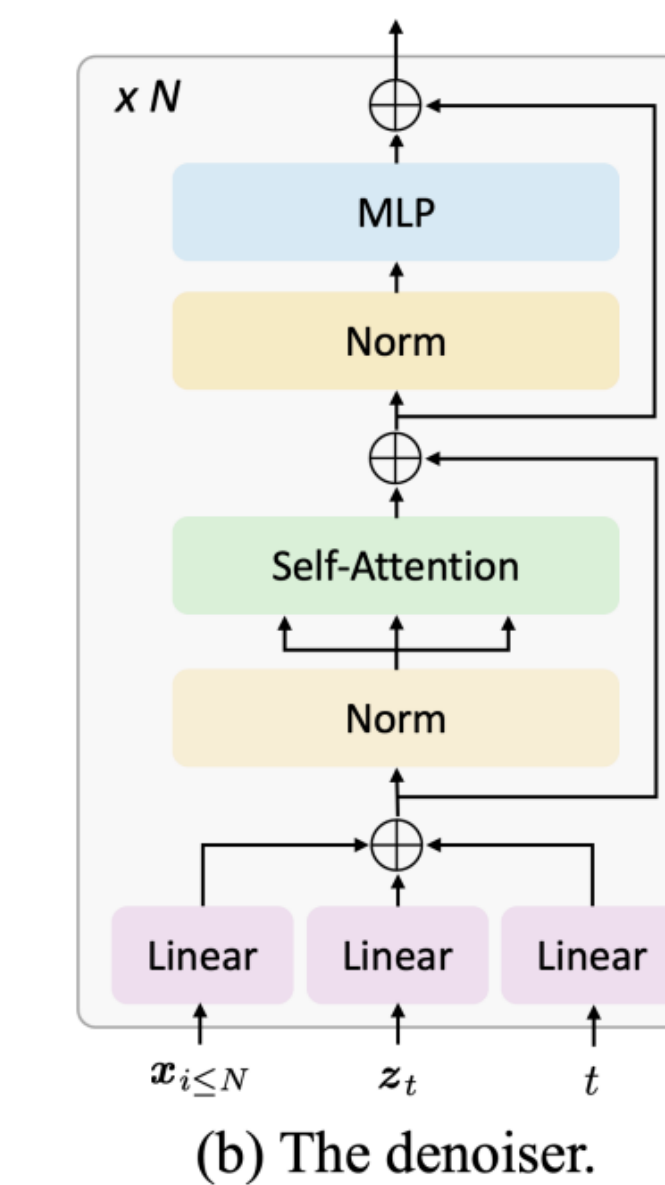 x N
MLP
Norm
Self-Attention
Norm
Linear Linear Linear
x_{i≤N} z_t t
(b) The denoiser.